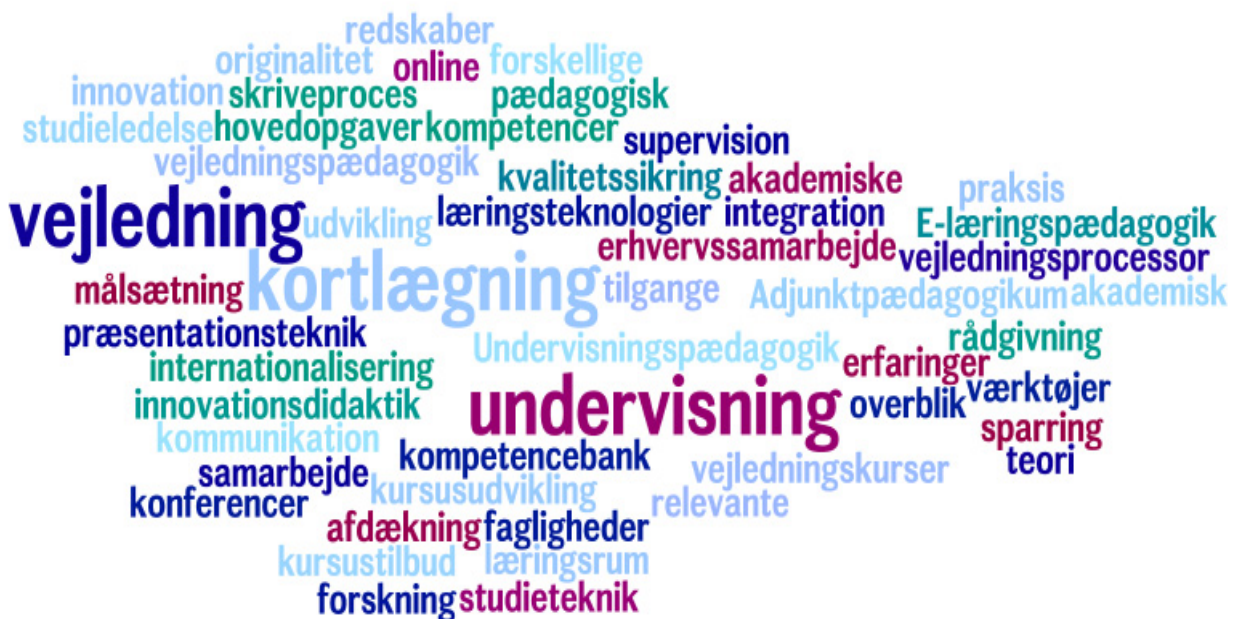 redskaber
originalitet online forskellige
innovation skriveproces pædagogisk
studieledelse hovedopgaver kompetencer supervision
vejledningspædagogik kvalitetssikring akademiske praksis
vejledning udvikling læringsteknologier integration E-læringspædagogik
erhvervssamarbejde vejledningsprocessor
målsætning kortlægning tilgange Adjunktpædagogikum akademisk
præsentationsteknik Undervisningspædagogik rådgivning
internationalisering erfaringer
innovationsdidaktik undervisning overblik værktøjer
kommunikation sparring
samarbejde kompetencebank vejledningskurser teori
konferencer kursusudvikling relevante
afdækning fagligheder
kursustilbud læringsrum
forskning studieteknik